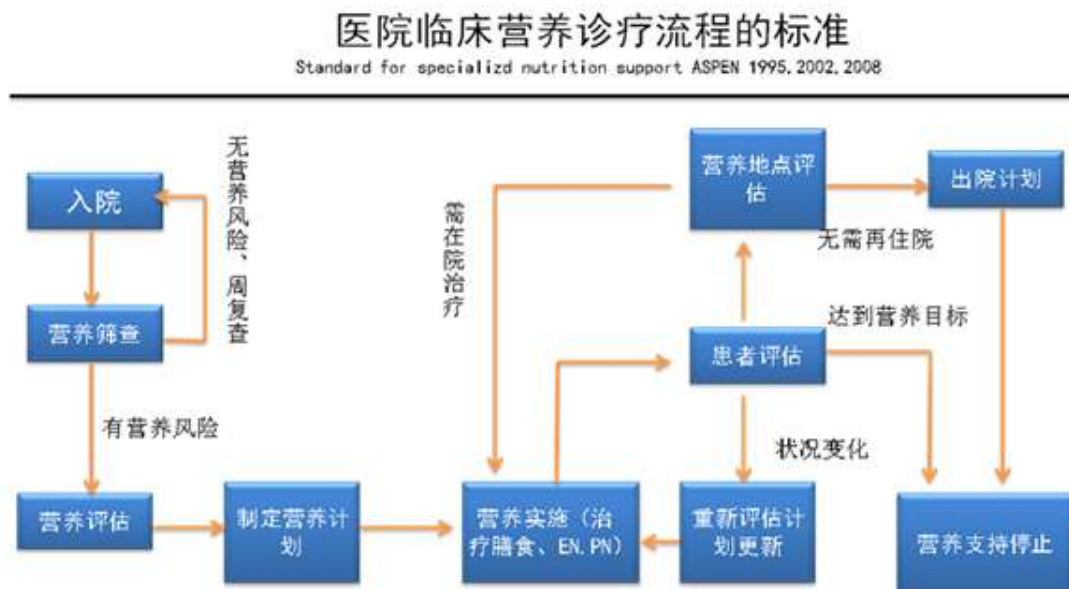 医院临床营养诊疗流程的标准
Standard for specializd nutrition support ASPEN 1995,2002,2008
入院
无营养风险、周复查
营养筛查
有营养风险
营养评估
制定营养计
划
需在院治疗
营养实施（治
疗膳食、EN.PN）
营养地点评
估
出院计划
无需再住院
达到营养目标
患者评估
状况变化
重新评估计
划更新
营养支持停止